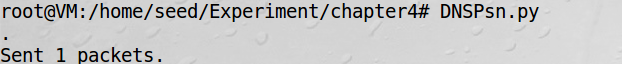 root@VM:/home/seed/Experiment/chapter4# DNSPsn.py
.
Sent 1 packets.